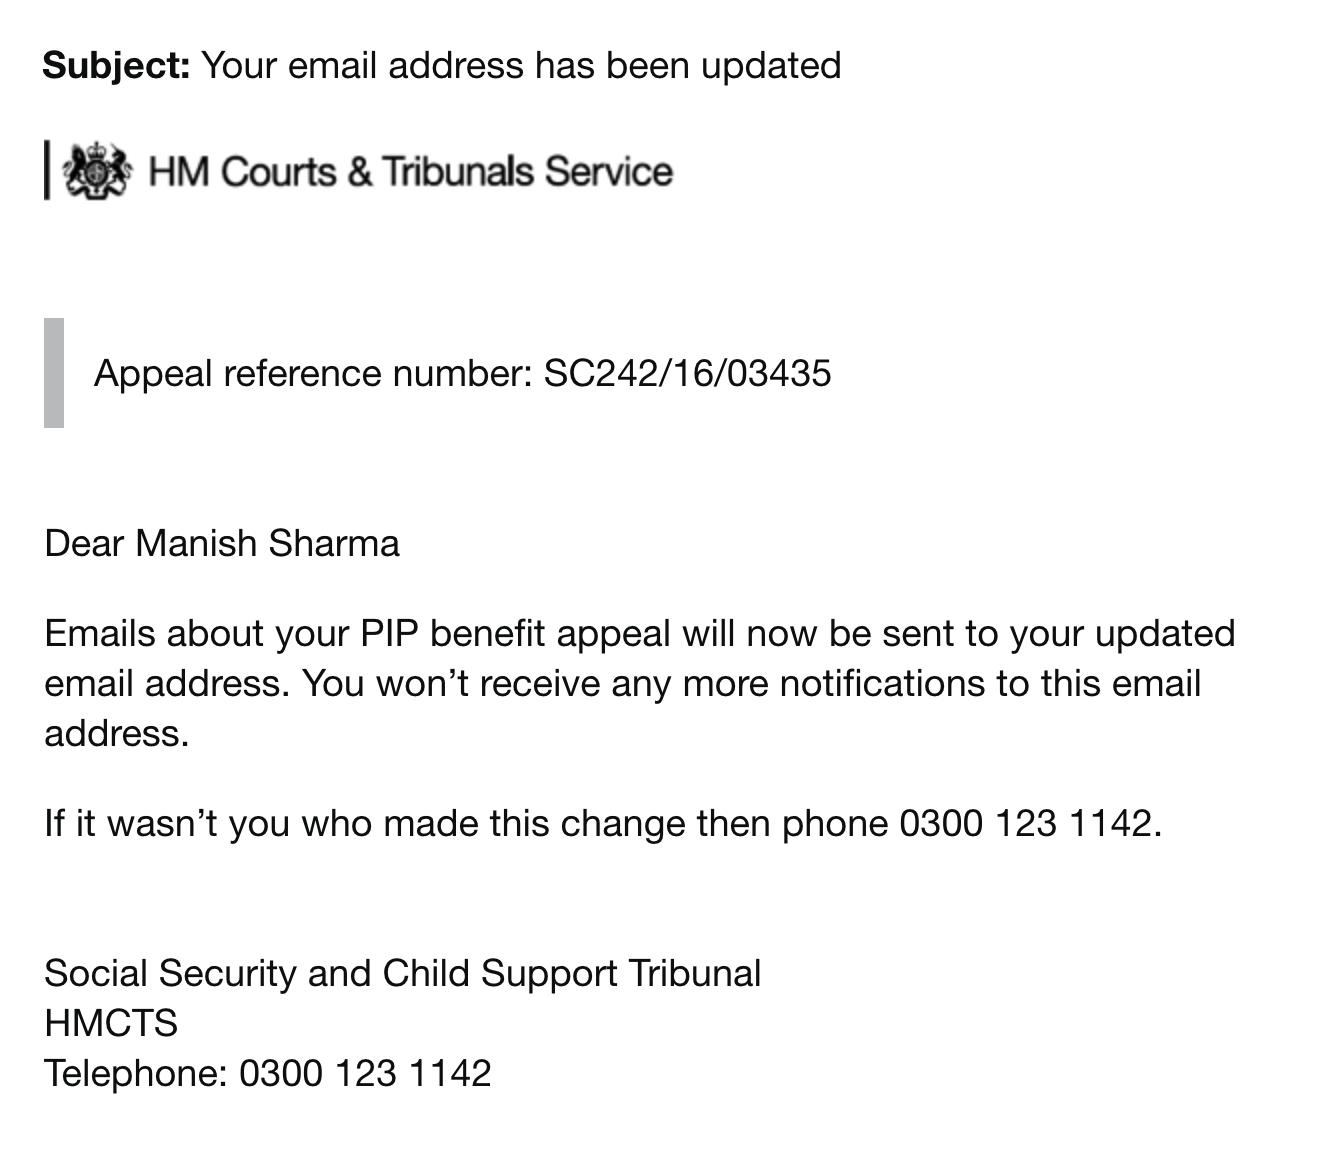 Subject: Your email address has been updated
HM Courts & Tribunals Service
Appeal reference number: SC242/16/03435
Dear Manish Sharma
Emails about your PIP benefit appeal will now be sent to your updated
email address. You won’t receive any more notifications to this email
address.
If it wasn’t you who made this change then phone 0300 123 1142.
Social Security and Child Support Tribunal
HMCTS
Telephone: 0300 123 1142